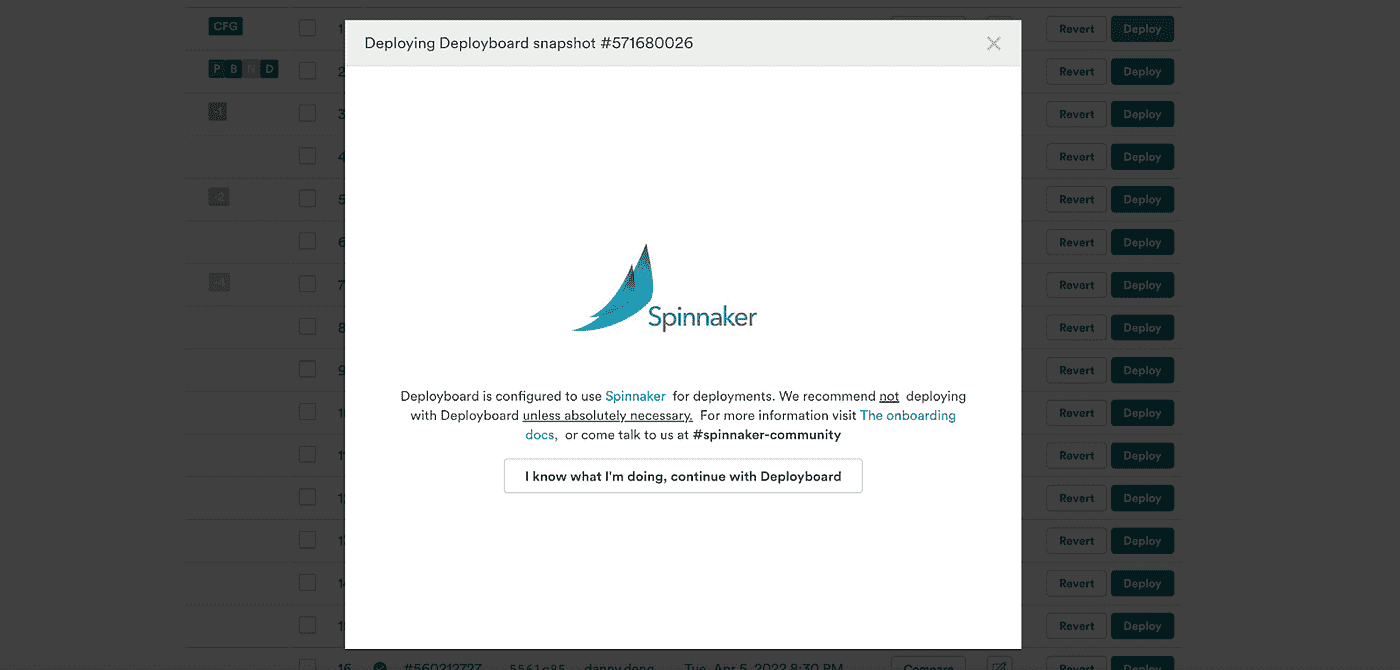 Deploying Deployboard snapshot #571680026
CFG
Revert Deploy
P B N D
Revert Deploy
Revert Deploy
Revert Deploy
Revert Deploy
Revert Deploy
Revert Deploy
Revert Deploy
Revert Deploy
Revert Deploy
Revert Deploy
Revert Deploy
Revert Deploy
Revert Deploy
Revert Deploy
Spinnaker
Deployboard is configured to use Spinnaker for deployments. We recommend not deploying
with Deployboard unless absolutely necessary. For more information visit The onboarding
docs, or come talk to us at #spinnaker-community
I know what I'm doing, continue with Deployboard
16 #560212727 5561c85 danny.deng Tue, Apr 5, 2022 8:30 PM Compare Revert Deploy